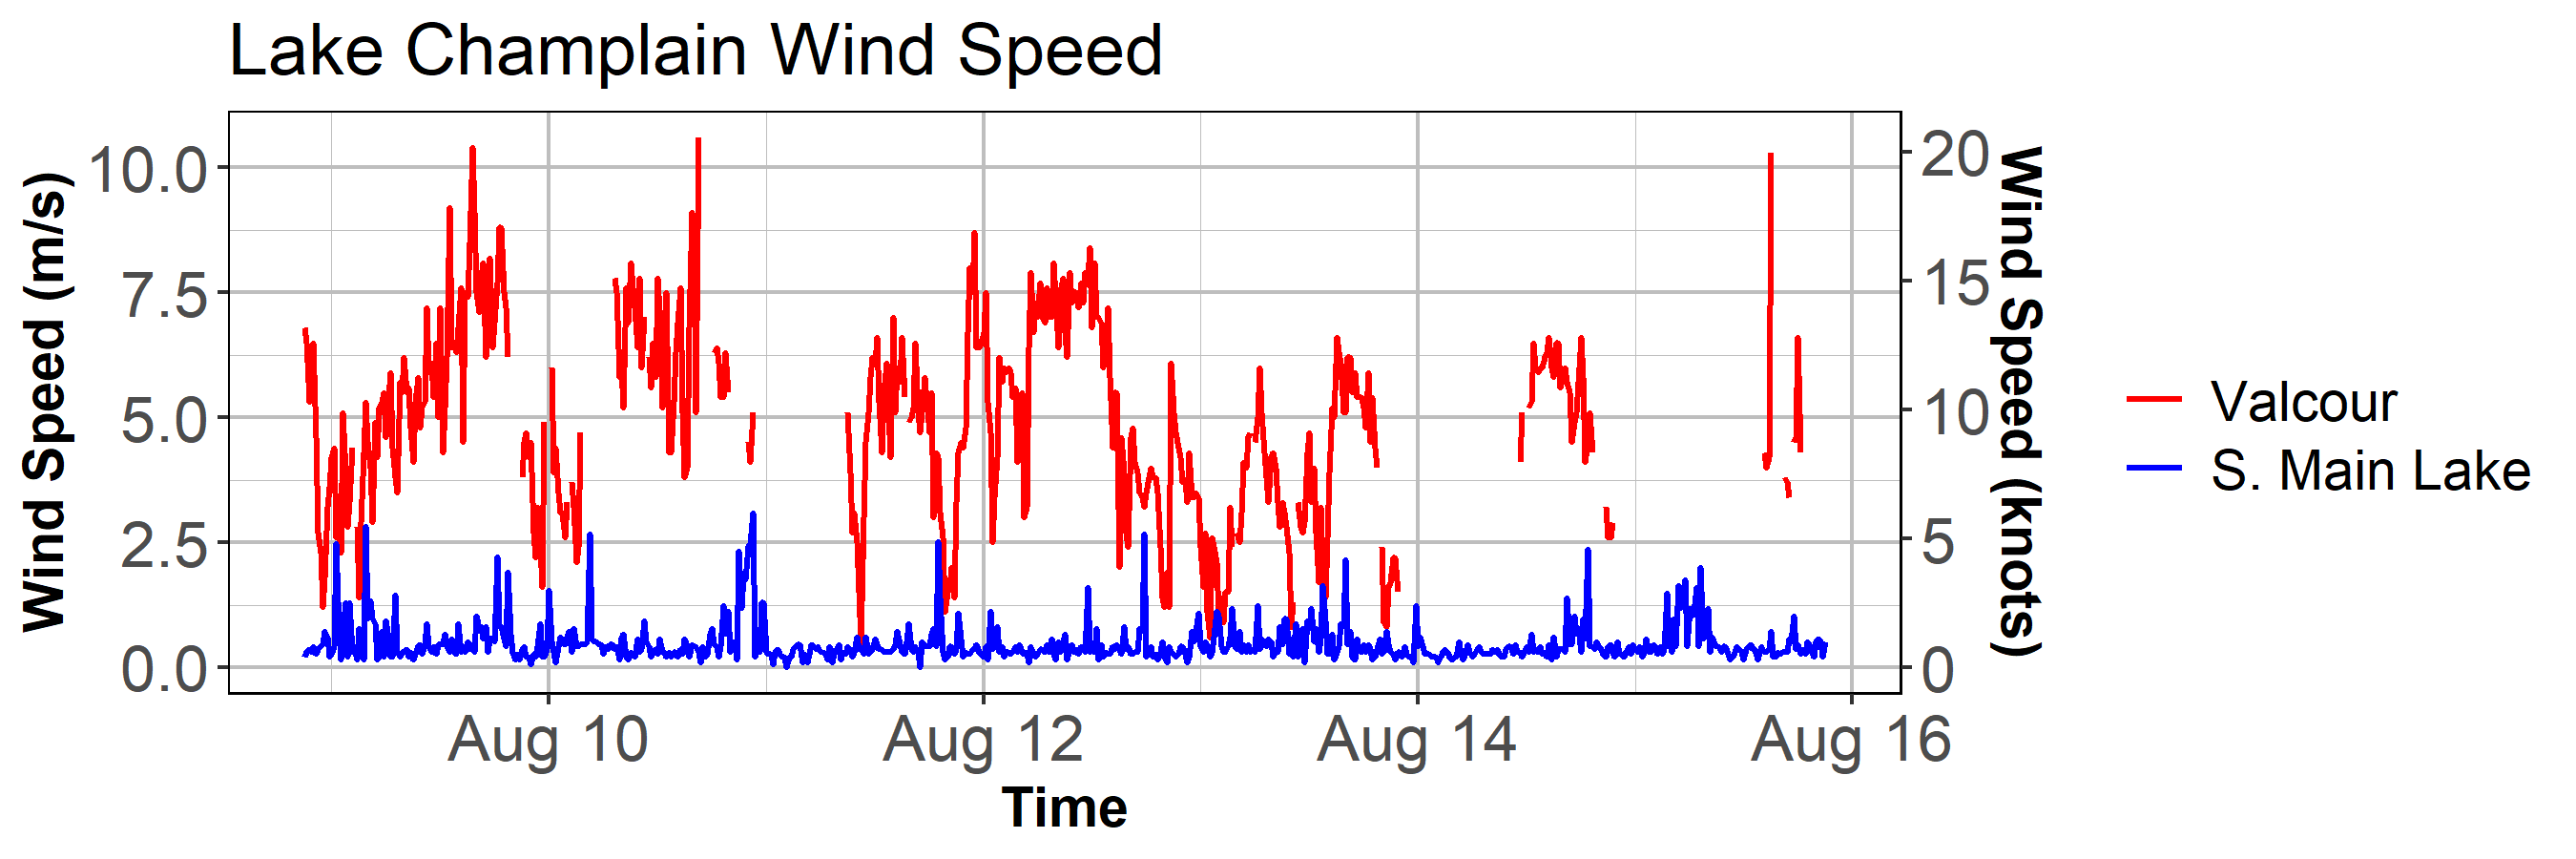 Lake Champlain Wind Speed
Wind Speed (m/s)
10.0
7.5
5.0
2.5
0.0
20
15
10
5
0
Wind Speed (knots)
Aug 10
Aug 12
Aug 14
Aug 16
Time
Valcour
S. Main Lake